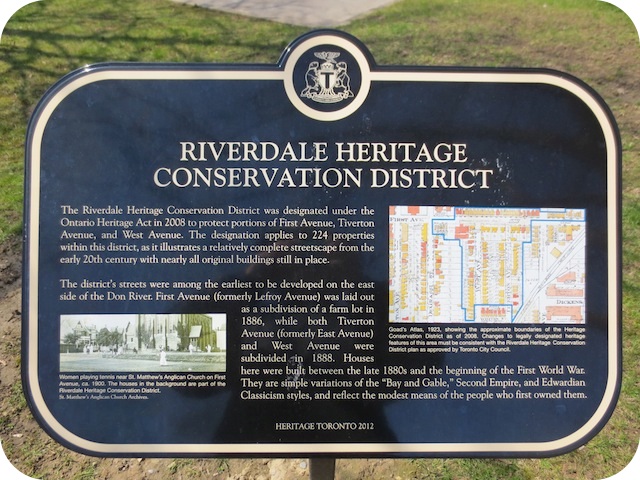 T
RIVERDALE HERITAGE
CONSERVATION DISTRICT
The Riverdale Heritage Conservation District was designated under the
Ontario Heritage Act in 2008 to protect portions of First Avenue, Tiverton
Avenue, and West Avenue. The designation applies to 224 properties
within this district, as it illustrates a relatively complete streetscape from the
early 20th century with nearly all original buildings still in place.
The district's streets were among the earliest to be developed on the east
side of the Don River. First Avenue (formerly Lefroy Avenue) was laid out
as a subdivision of a farm lot in
1886, while both Tiverton
Avenue (formerly East Avenue)
and West Avenue were
subdivided in 1888. Houses
here were built between the late 1880s and the beginning of the First World War.
They are simple variations of the "Bay and Gable," Second Empire, and Edwardian
Classicism styles, and reflect the modest means of the people who first owned them.
Women playing tennis near St. Matthew's Anglican Church on First
Avenue, ca. 1900. The houses in the background are part of the
Riverdale Heritage Conservation District.
St. Matthew's Anglican Church Archives.
FIRST AVE
DICKENS
Goad's Atlas, 1923, showing the approximate boundaries of the Heritage
Conservation District as of 2008. Changes to legally designated heritage
features of this area must be consistent with the Riverdale Heritage Conservation
District plan as approved by Toronto City Council.
HERITAGE TORONTO 2012